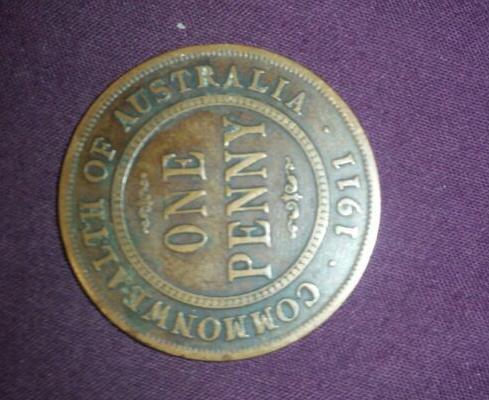 COMMONWEALTH OF AUSTRALIA
· 1911 ·
ONE
PENNY